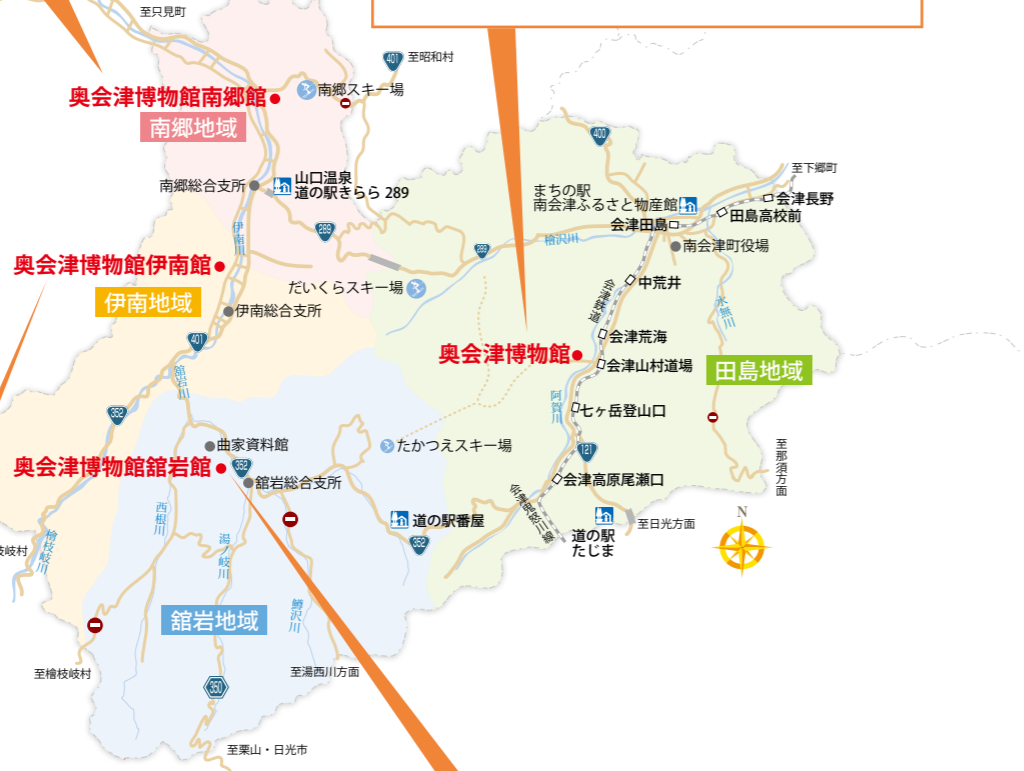 至只見町
401
至昭和村
南郷スキー場
奥会津博物館南郷館
南郷地域
400
至下郷町
山口温泉
道の駅きらら 289
南郷総合支所
まちの駅
南会津ふるさと物産館
会津長野
田島高校前
会津田島
伊南川
289
289
檜沢川
南会津町役場
奥会津博物館伊南館
だいくらスキー場
中荒井
会津鉄道
水無川
伊南地域
伊南総合支所
401
会津荒海
奥会津博物館
会津山村道場
田島地域
舘岩川
阿賀川
352
七ヶ岳登山口
曲家資料館
たかつえスキー場
121
奥会津博物館舘岩館
352
舘岩総合支所
会津高原尾瀬口
至那須方面
西根川
道の駅番屋
会津鬼怒川線
N
檜枝岐川
湯ノ岐川
352
道の駅
たじま
至日光方面
枝岐村
鱒沢川
舘岩地域
至檜枝岐村
350
至湯西川方面
至栗山・日光市